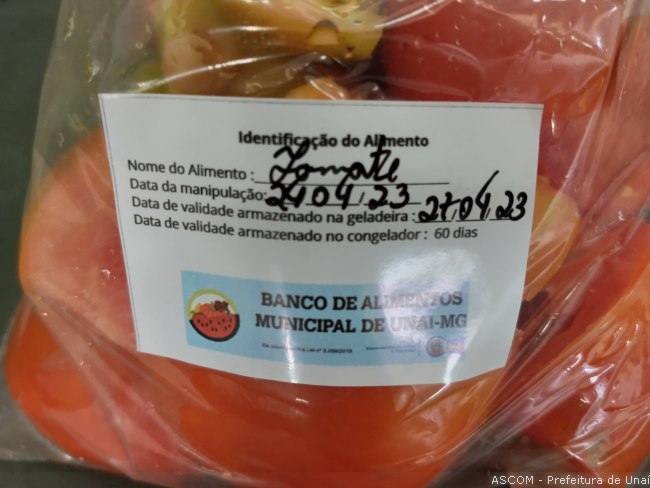 Identificação do Alimento
Nome do Alimento : Tomate
Data da manipulação: 24,04,23
Data de validade armazenado na geladeira : 27,04,23
Data de validade armazenado no congelador : 60 dias
BANCO DE ALIMENTOS
MUNICIPAL DE UNAÍ-MG
ASCOM - Prefeitura de Unaí